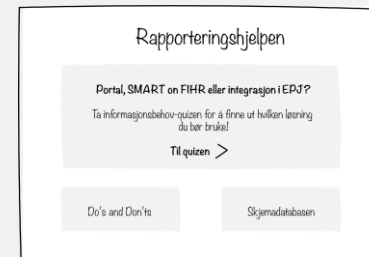 Rapporteringshjelpen
Portal, SMART on FIHR eller integrasjon i EPJ?
Ta informasjonsbehov-quizen for å finne ut hvilken løsning
du bør bruke!
Til quizen >
Do's and Don'ts
Skjemadatabasen